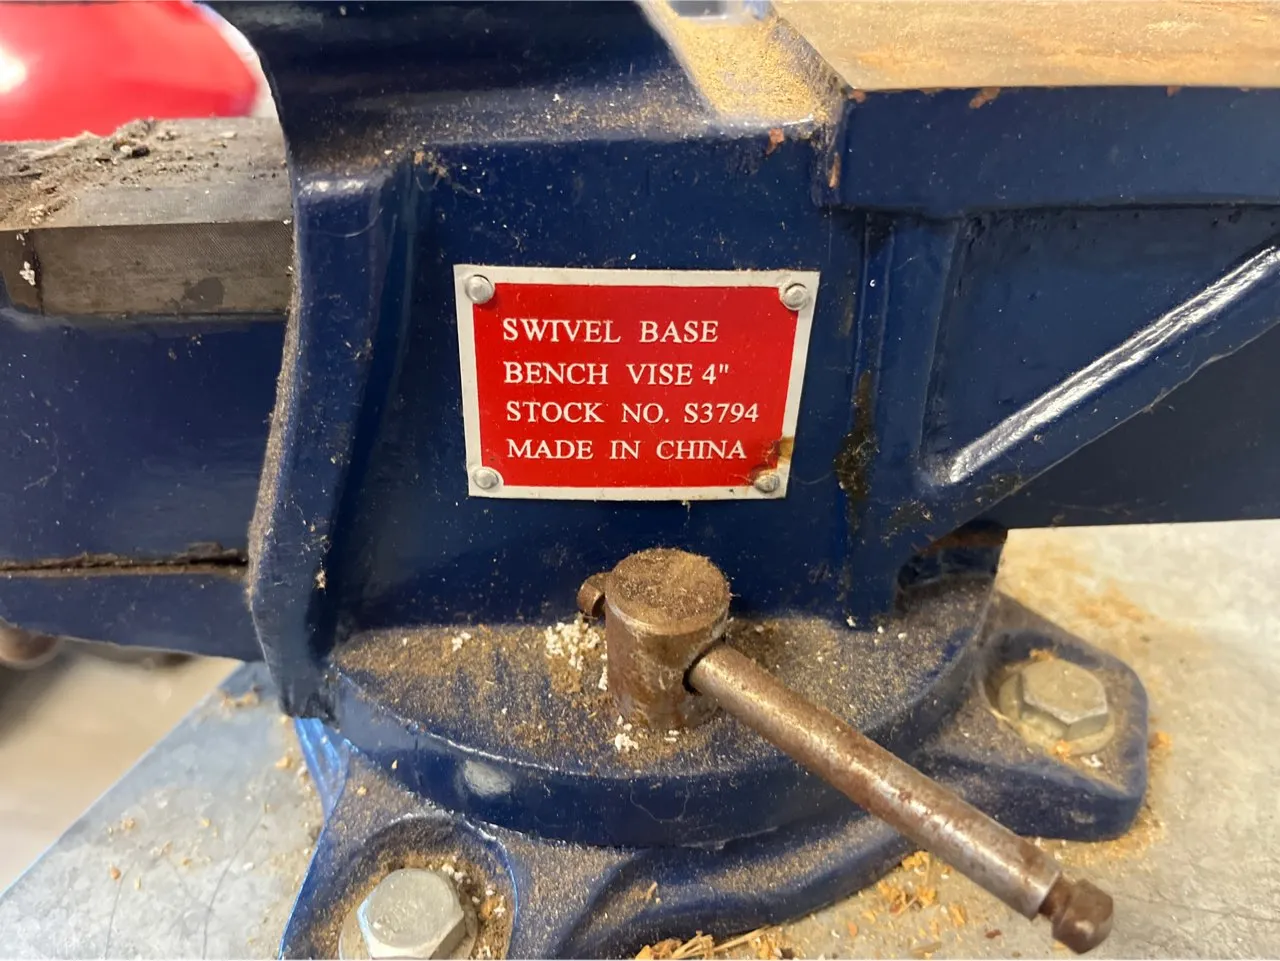 SWIVEL BASE
BENCH VISE 4"
STOCK NO. S3794
MADE IN CHINA